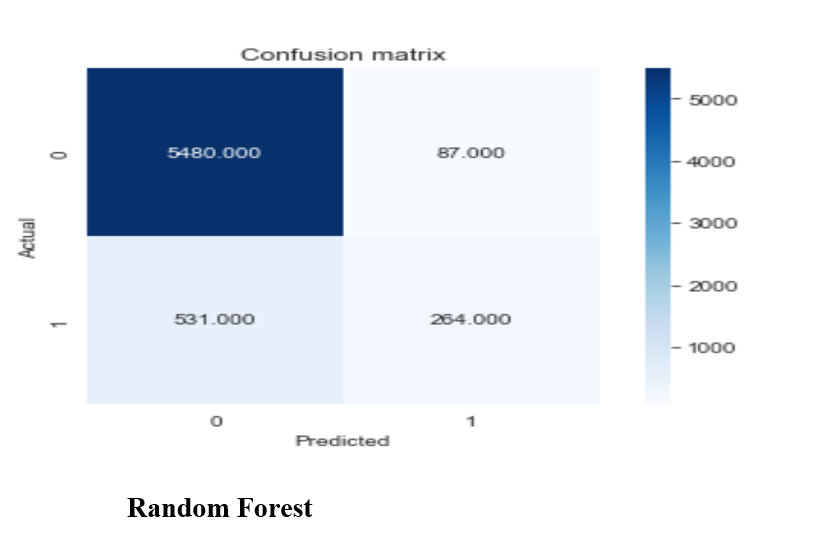 Confusion matrix
5480.000 87.000
531.000 264.000
0
1
Actual
0 1
Predicted
5000
4000
3000
2000
1000
Random Forest